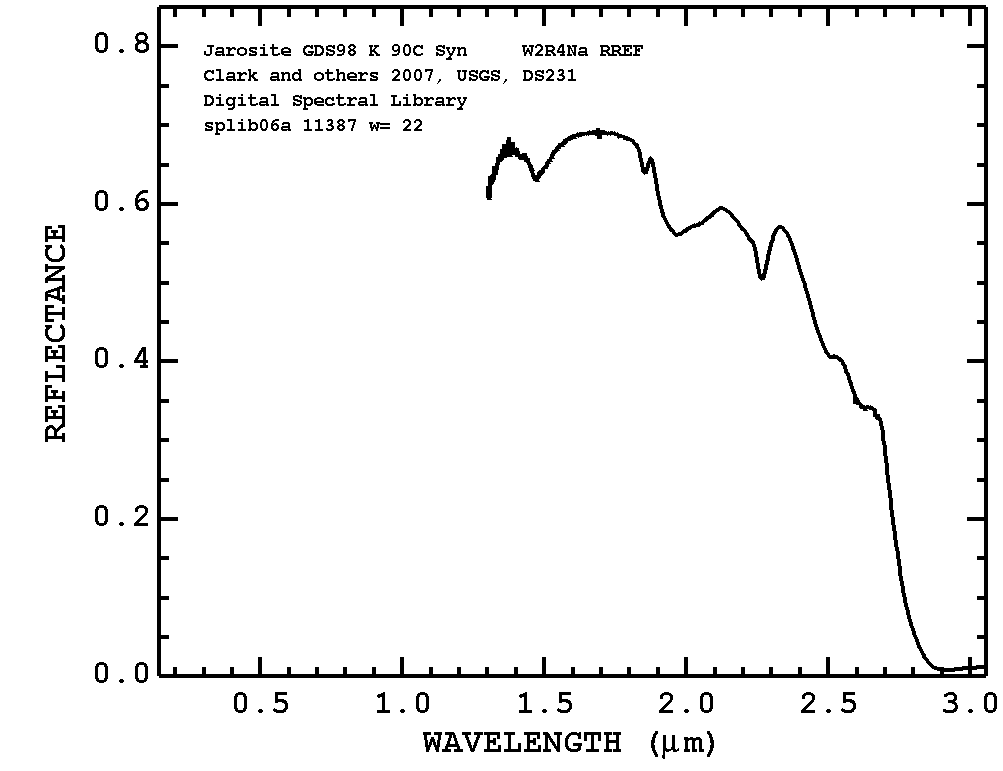 0.8
Jarosite GDS98 K 90C Syn W2R4Na RREF
Clark and others 2007, USGS, DS231
Digital Spectral Library
splib06a 11387 w= 22
0.6
0.4
0.2
0.0
REFLECTANCE
0.5 1.0 1.5 2.0 2.5 3.0
WAVELENGTH (μm)